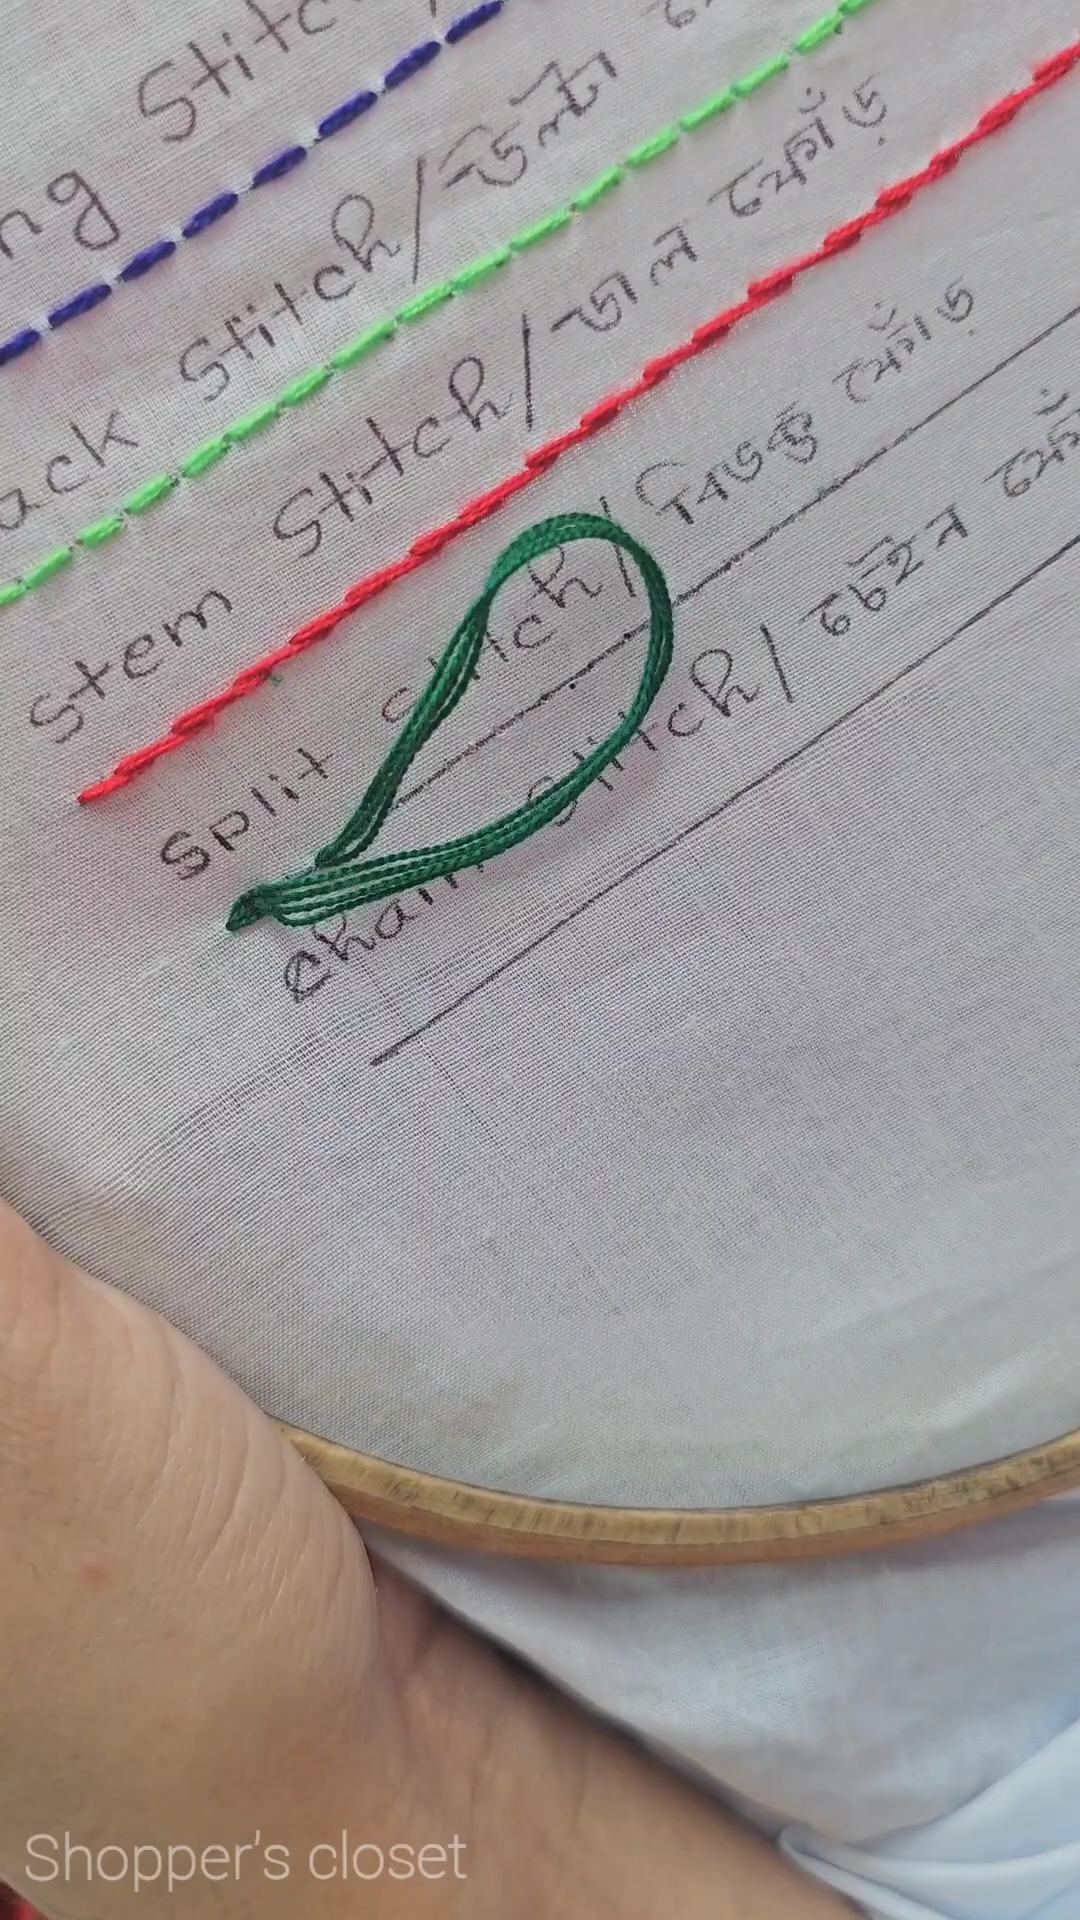 ng Stitch
ack Stitch / উল্টা
Stem Stitch / ডাল ফোঁড়
Split Stitch / বিভক্ত ফোঁড়
Chain Stitch / চেইন
Shopper's closet